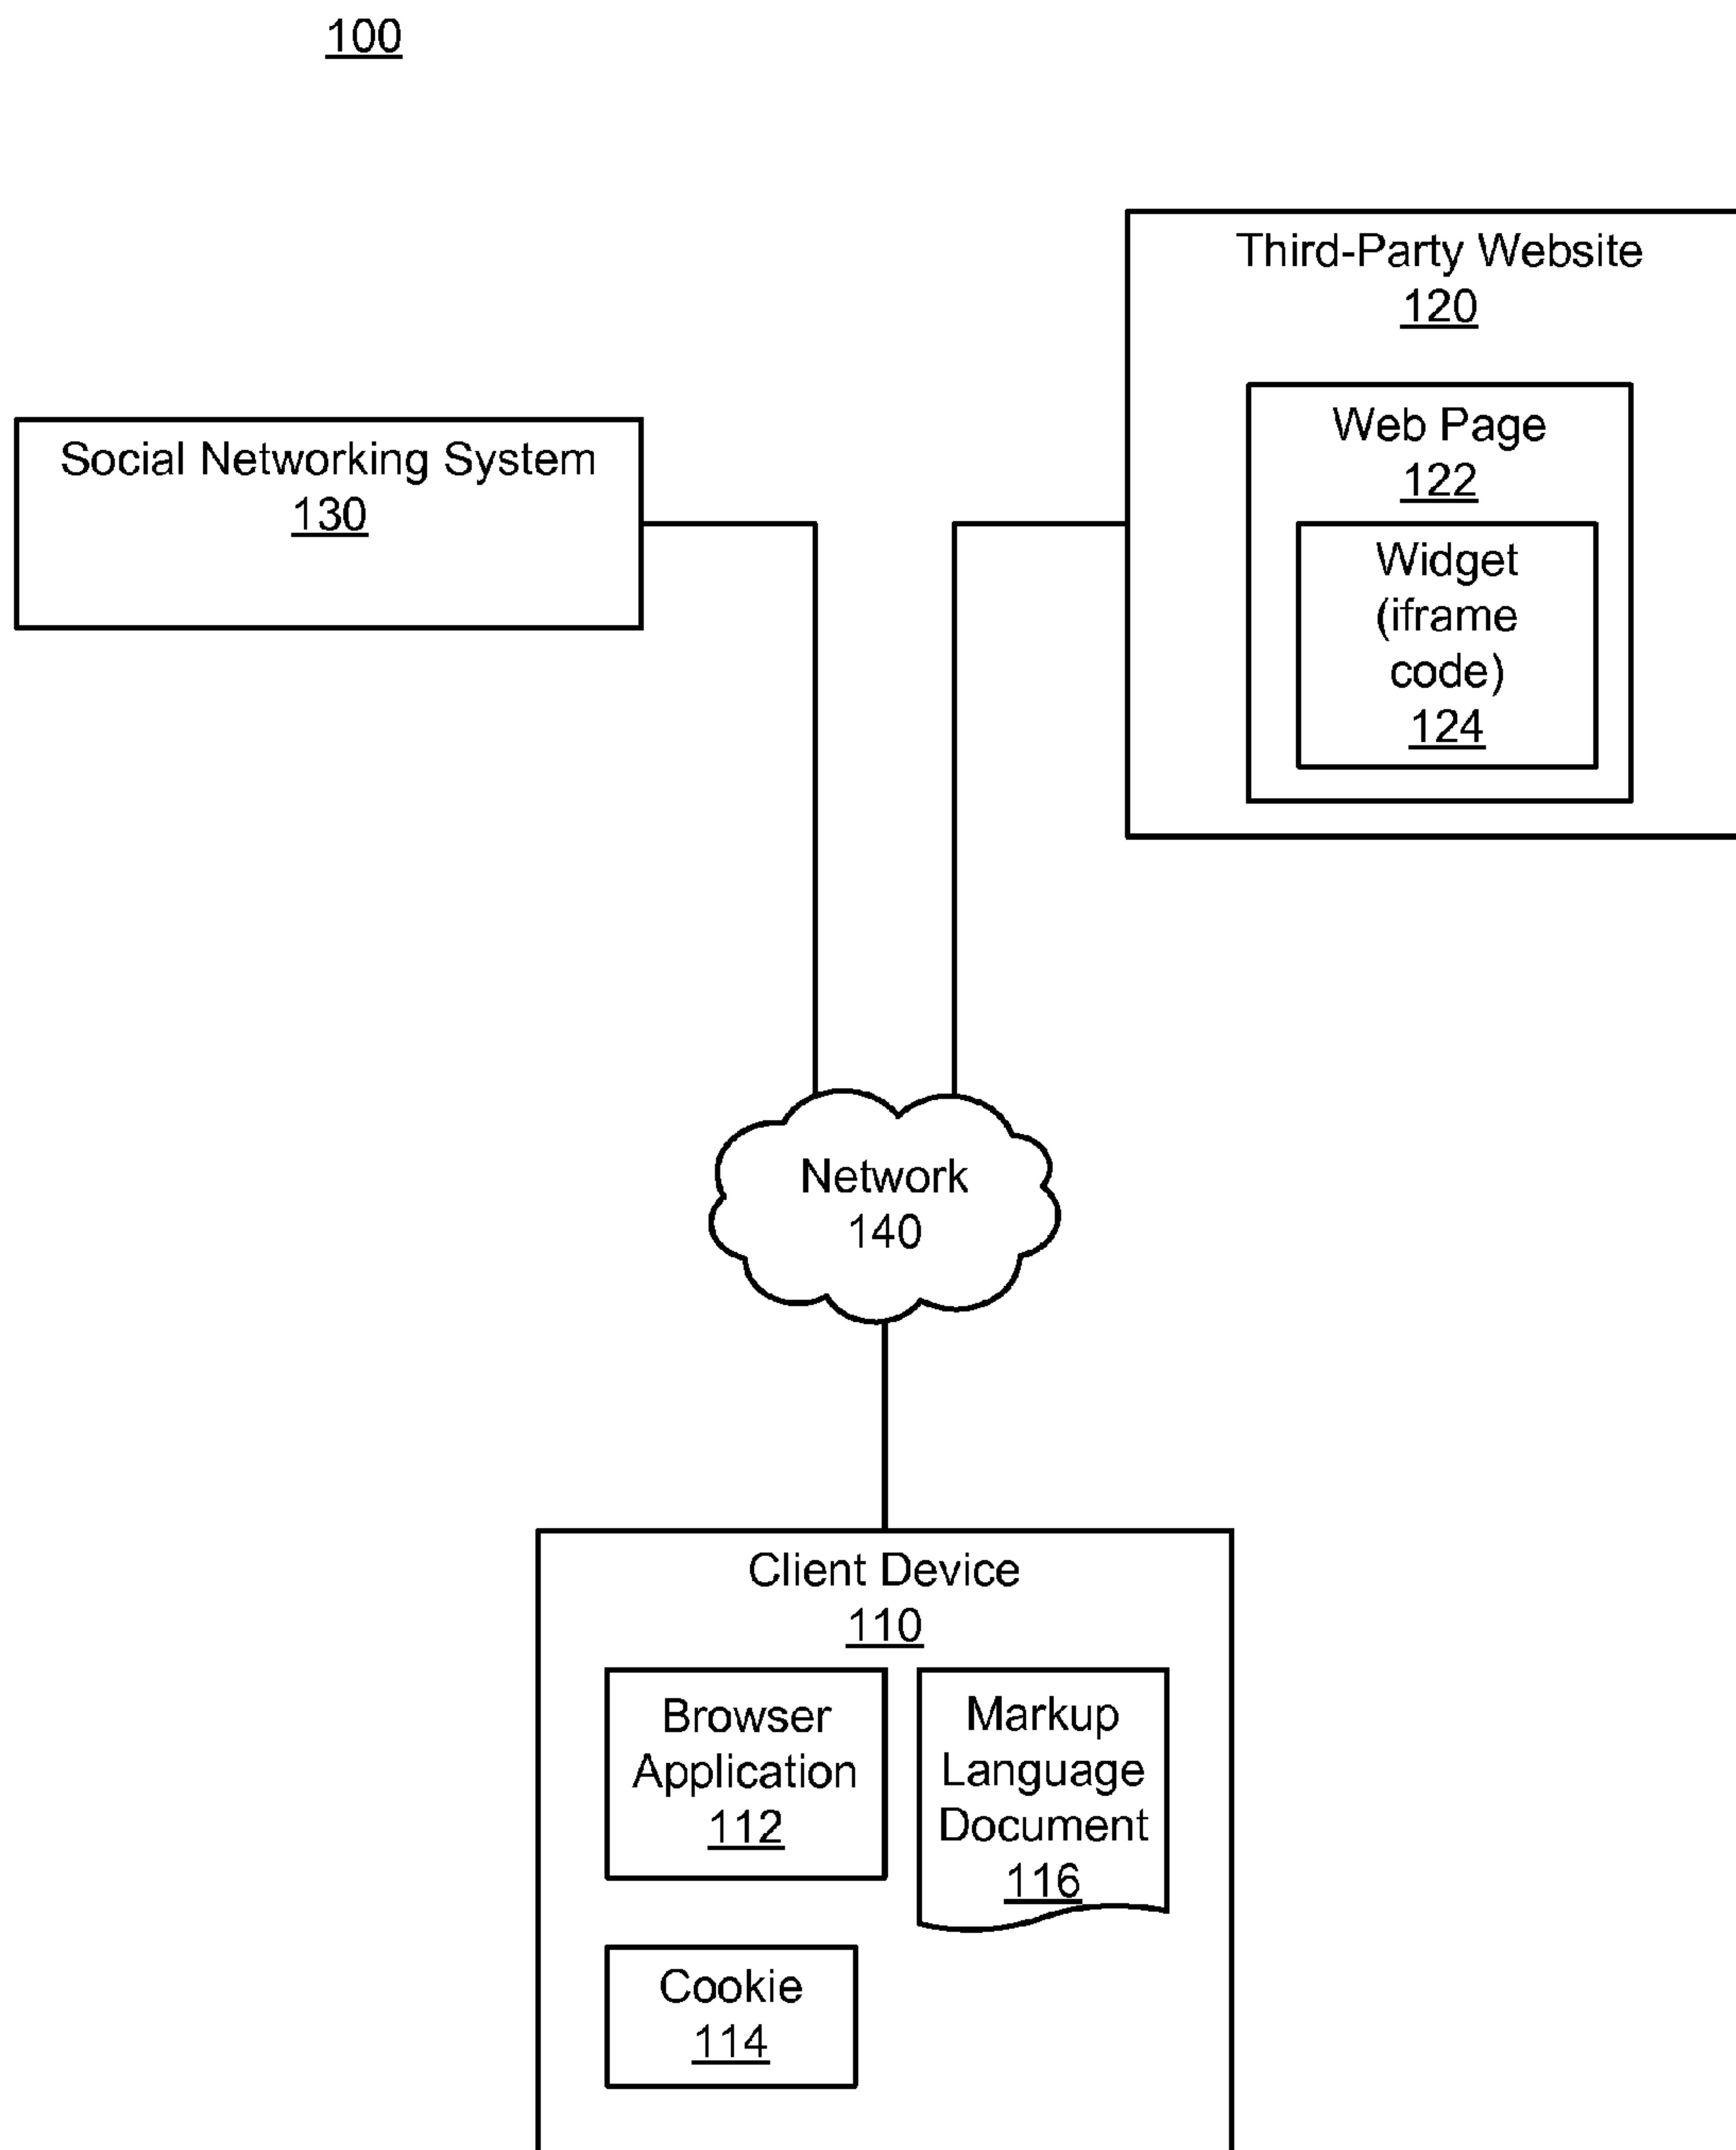 100
Third-Party Website
120
Web Page
122
Widget
(iframe
code)
124
Social Networking System
130
Network
140
Client Device
110
Browser
Application
112
Markup
Language
Document
116
Cookie
114